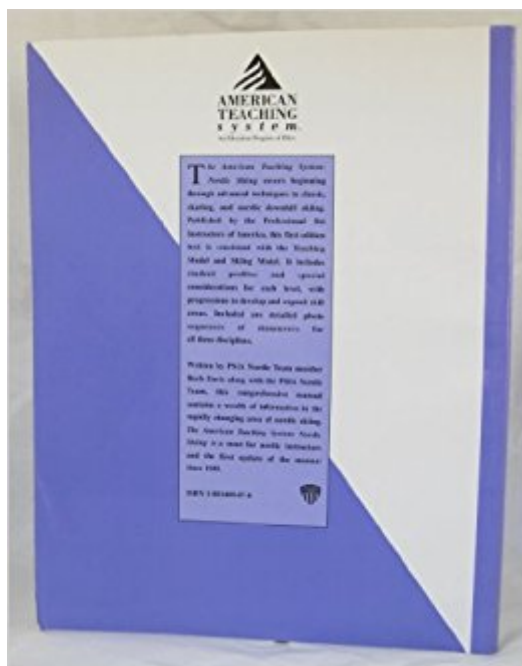 AMERICAN
TEACHING
system
The American Teaching System:
Nordic Skiing covers beginning
through advanced techniques in classic,
skating, and nordic downhill skiing.
Published by the Professional Ski
Instructors of America, this first edition
text is consistent with the Teaching
Model and Skiing Model. It includes
student profiles and special
considerations for each level, with
progressions to develop and expand skill
areas. Included are detailed photo
sequences of maneuvers for
all three disciplines.
Written by PSIA Nordic Team member
along with the PSIA Nordic
Team, this comprehensive manual
contains a wealth of information in the
rapidly changing area of nordic skiing.
The American Teaching System: Nordic
Skiing is a must for nordic instructors
and the first update of the manual
since
ISBN